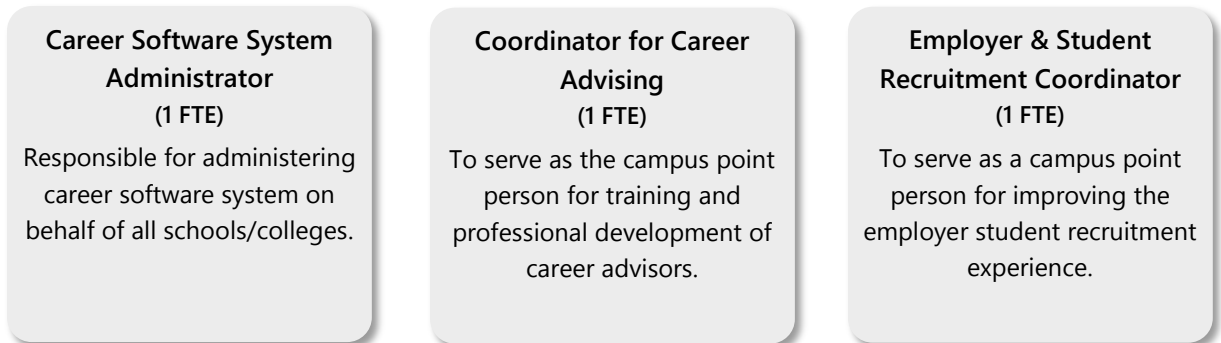 Career Software System
Administrator
(1 FTE)
Responsible for administering
career software system on
behalf of all schools/colleges.
Coordinator for Career
Advising
(1 FTE)
To serve as the campus point
person for training and
professional development of
career advisors.
Employer & Student
Recruitment Coordinator
(1 FTE)
To serve as a campus point
person for improving the
employer student recruitment
experience.